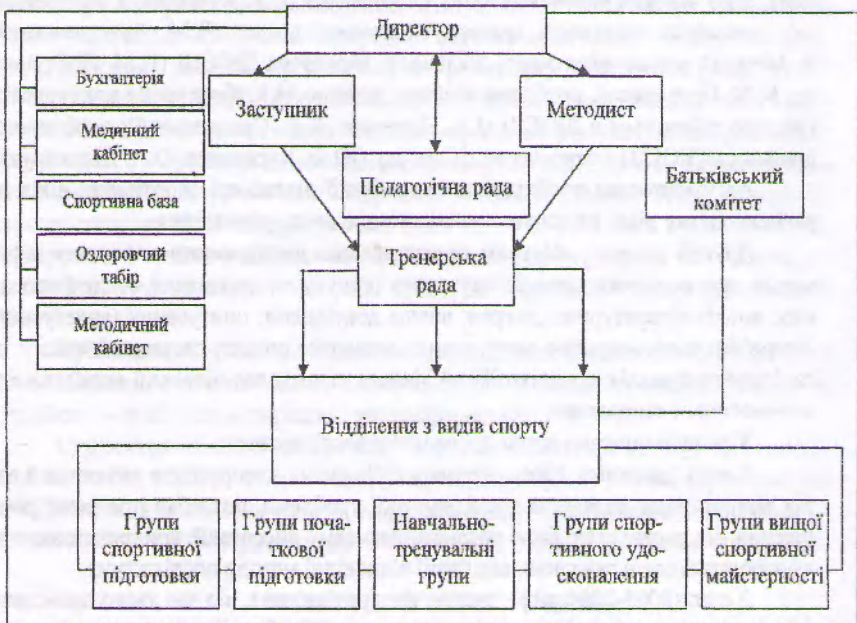 Директор
Бухгалтерія
Медичний
кабінет
Спортивна база
Оздоровчий
табір
Методичний
кабінет
Заступник
Методист
Педагогічна рада
Батьківський
комітет
Тренерська
рада
Відділення з видів спорту
Групи
спортивної
підготовки
Групи поча-
ткової
підготовки
Навчально-
тренувальні
групи
Групи спор-
тивного удо-
сконалення
Групи вищої
спортивної
майстерності